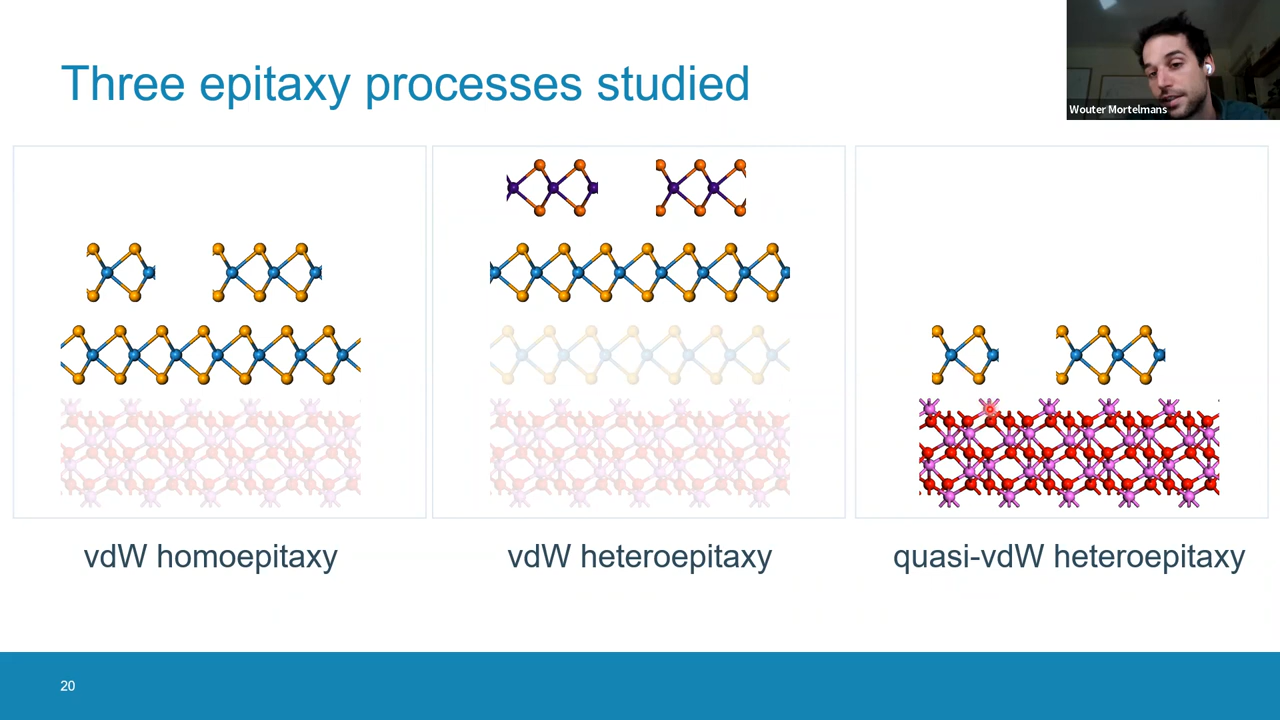 Three epitaxy processes studied
Wouter Mortelmans
vdW homoepitaxy
vdW heteroepitaxy
quasi-vdW heteroepitaxy
20